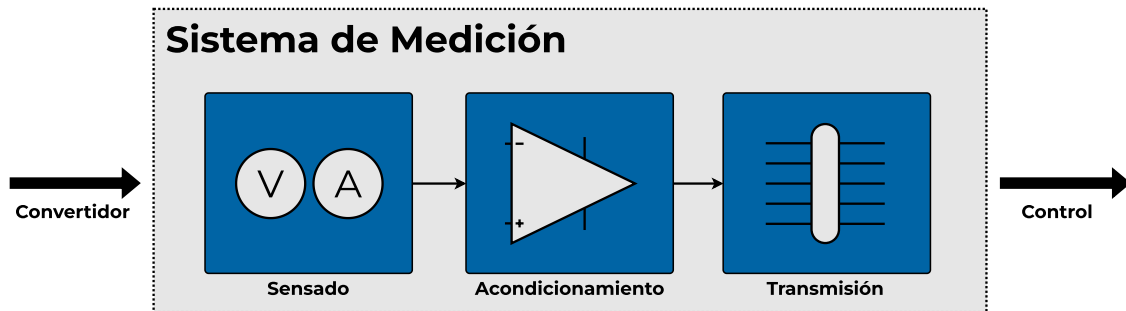 Sistema de Medición
V
A
Convertidor
Control
Sensado
Acondicionamiento
Transmisión